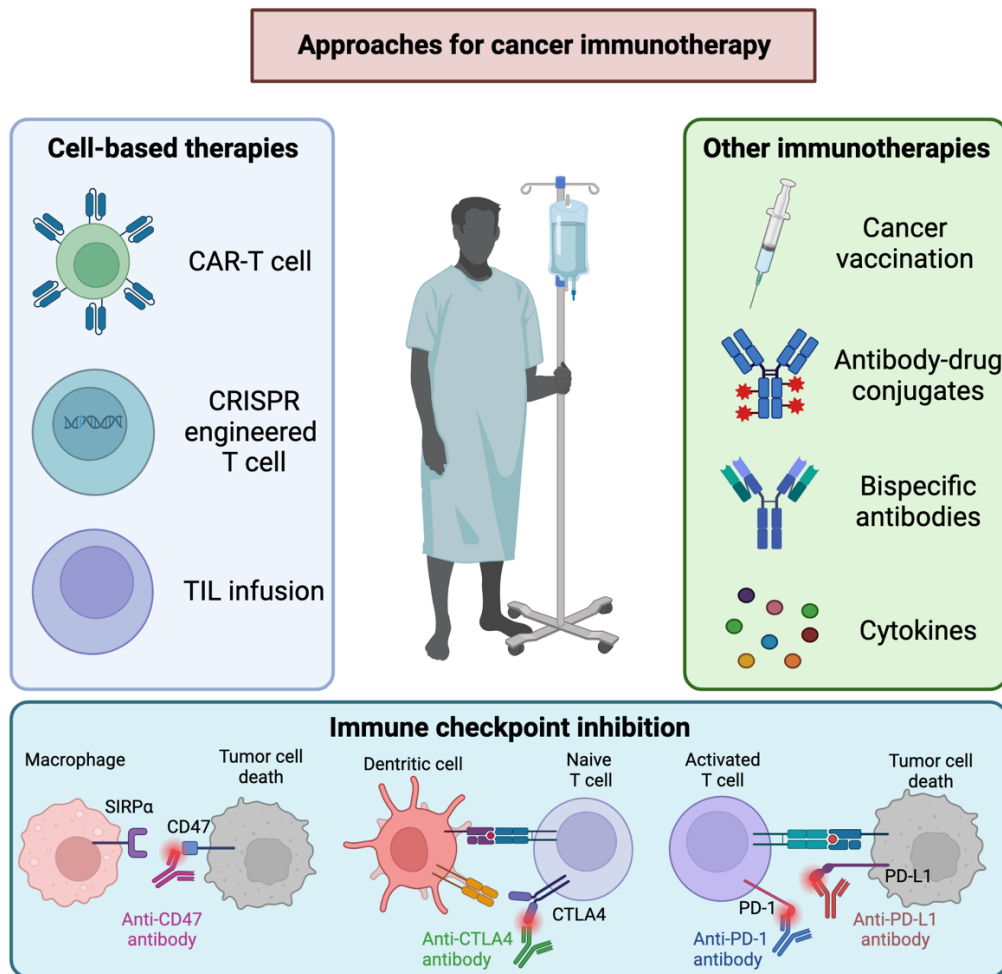 Approaches for cancer immunotherapy
Cell-based therapies
CAR-T cell
CRISPR
engineered
T cell
TIL infusion
Other immunotherapies
Cancer
vaccination
Antibody-drug
conjugates
Bispecific
antibodies
Cytokines
Immune checkpoint inhibition
Macrophage
SIRPα
CD47
Tumor cell
death
Anti-CD47
antibody
Dentritic cell
Naive
T cell
CTLA4
Anti-CTLA4
antibody
Activated
T cell
Tumor cell
death
PD-1
PD-L1
Anti-PD-1
antibody
Anti-PD-L1
antibody